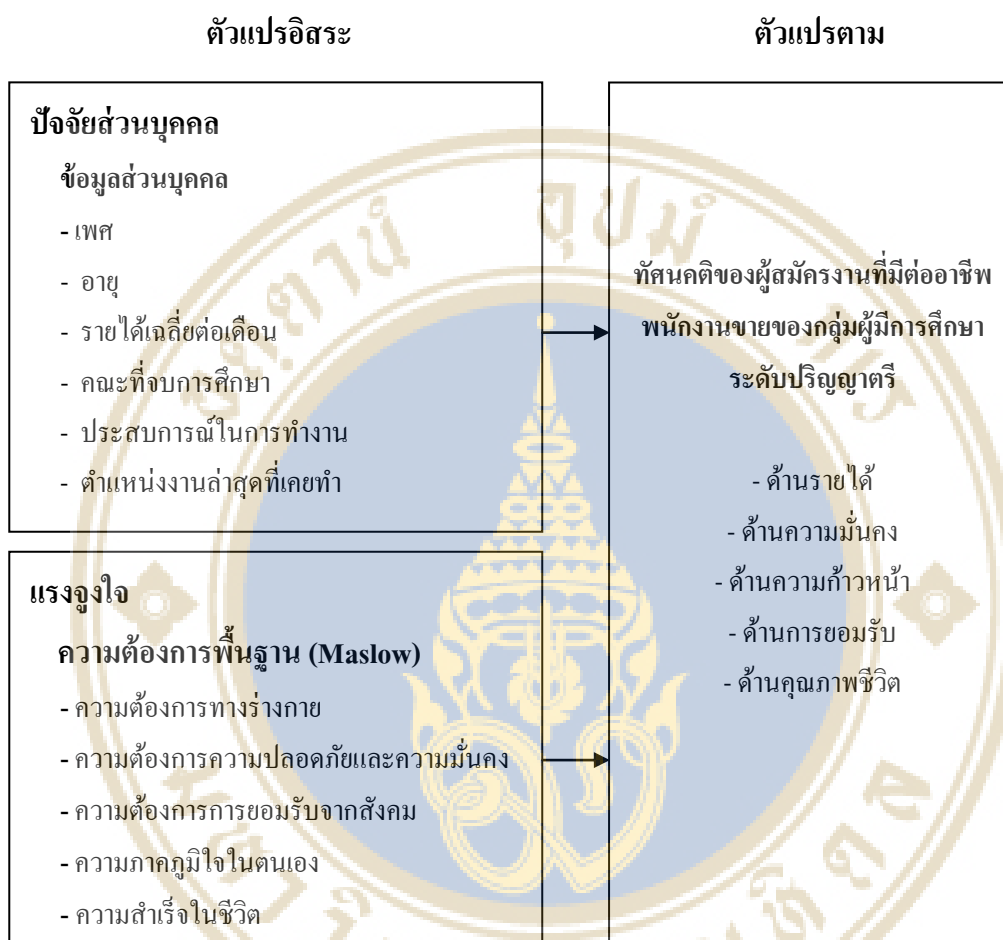 ตัวแปรอิสระ
ตัวแปรตาม
ปัจจัยส่วนบุคคล
ข้อมูลส่วนบุคคล
- เพศ
- อายุ
- รายได้เฉลี่ยต่อเดือน
- คณะที่จบการศึกษา
- ประสบการณ์ในการทำงาน
- ตำแหน่งงานล่าสุดที่เคยทำ
แรงจูงใจ
ความต้องการพื้นฐาน (Maslow)
- ความต้องการทางร่างกาย
- ความต้องการความปลอดภัยและความมั่นคง
- ความต้องการการยอมรับจากสังคม
- ความภาคภูมิใจในตนเอง
- ความสำเร็จในชีวิต
ทัศนคติของผู้สมัครงานที่มีต่ออาชีพ
พนักงานขายของกลุ่มผู้มีการศึกษา
ระดับปริญญาตรี
- ด้านรายได้
- ด้านความมั่นคง
- ด้านความก้าวหน้า
- ด้านการยอมรับ
- ด้านคุณภาพชีวิต